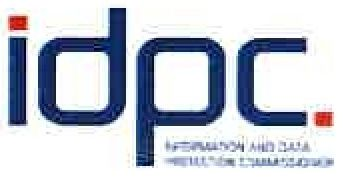 idpc.
INFORMATION AND DATA
PROTECTION COMMISSIONER